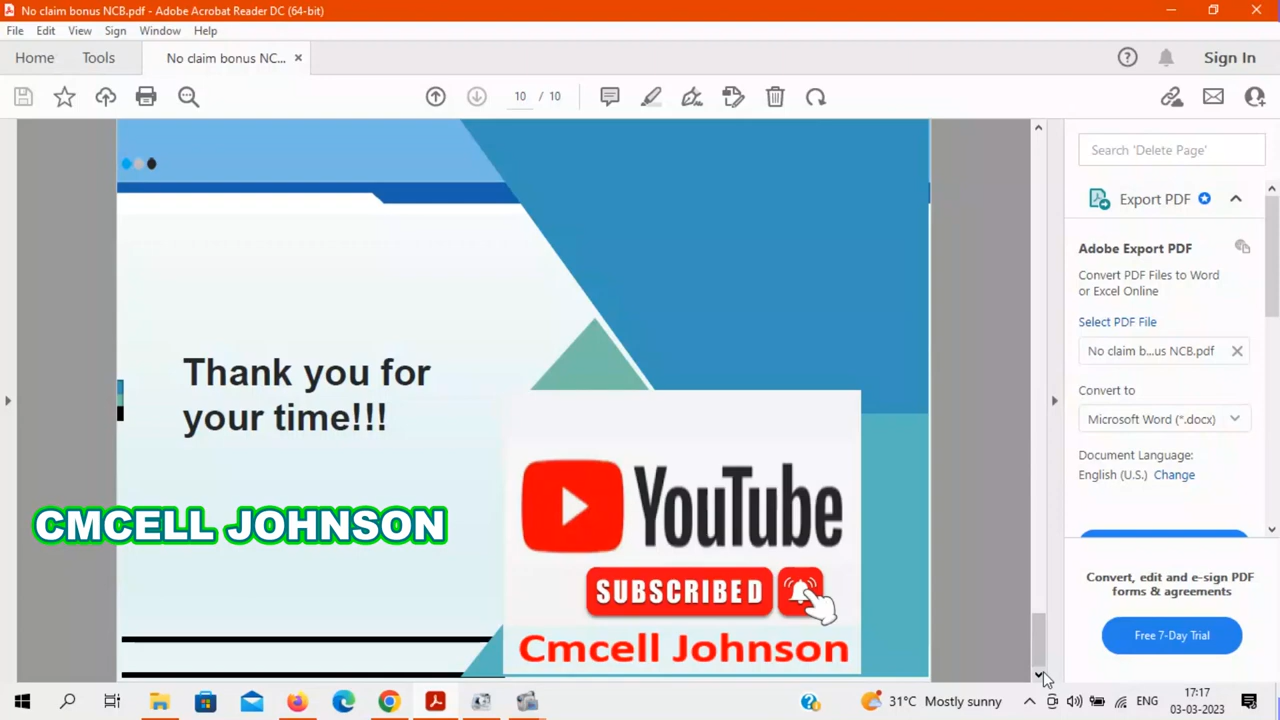 No claim bonus NCB.pdf - Adobe Acrobat Reader DC (64-bit)
File Edit View Sign Window Help
Home Tools No claim bonus NC... Sign In
10 / 10
Search 'Delete Page'
Export PDF
Adobe Export PDF
Convert PDF Files to Word
or Excel Online
Select PDF File
No claim b...us NCB.pdf
Convert to
Microsoft Word (*.docx)
Document Language:
English (U.S.) Change
Convert, edit and e-sign PDF
forms & agreements
Free 7-Day Trial
Thank you for
your time!!!
CMCELL JOHNSON
YouTube
SUBSCRIBED
Cmcell Johnson
31°C Mostly sunny
ENG
17:17
03-03-2023